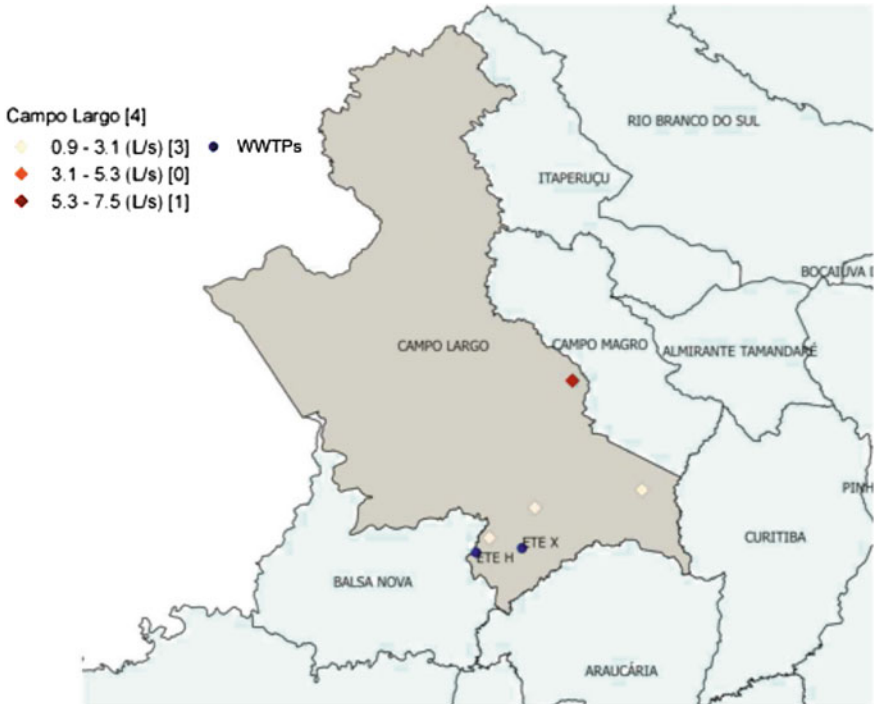 Campo Largo [4]
0.9 - 3.1 (L/s) [3]
WWTPs
3.1 - 5.3 (L/s) [0]
5.3 - 7.5 (L/s) [1]
RIO BRANCO DO SUL
ITAPERUÇU
BOCAIUVA
CAMPO LARGO
CAMPO MAGRO
ALMIRANTE TAMANDARÉ
PINH
CURITIBA
ETE X
ETE H
BALSA NOVA
ARAUCÁRIA